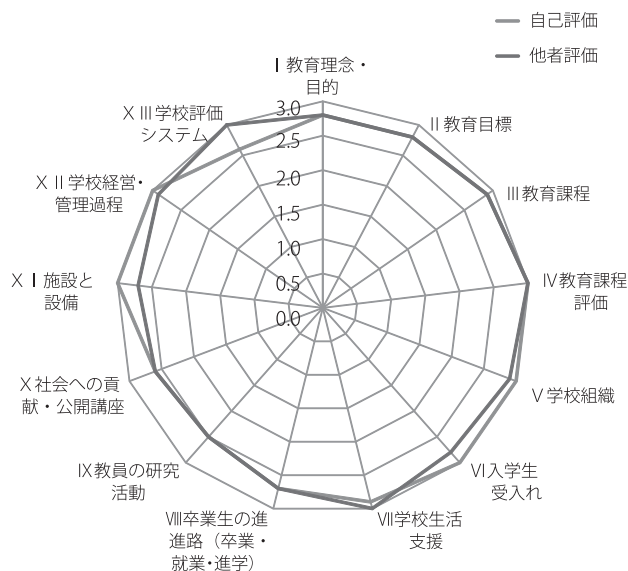 自己評価
他者評価
Ⅰ教育理念・
目的
Ⅱ教育目標
Ⅲ教育課程
Ⅳ教育課程
評価
Ⅴ学校組織
Ⅵ入学生
受入れ
Ⅶ学校生活
支援
Ⅷ卒業生の進
進路（卒業・
就業・進学）
Ⅸ教員の研究
活動
Ⅹ社会への貢
献・公開講座
ⅩⅠ施設と
設備
ⅩⅡ学校経営・
管理過程
ⅩⅢ学校評価
システム
3.0
2.5
2.0
1.5
1.0
0.5
0.0